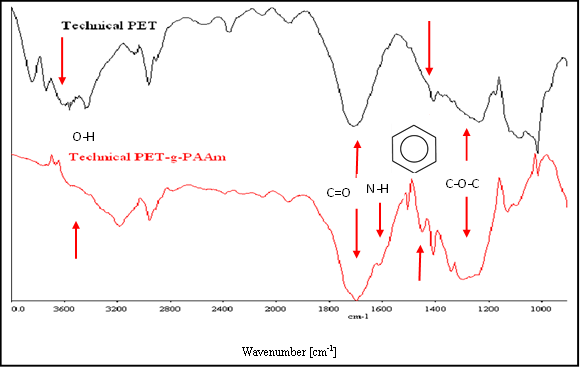 Technical PET
O-H
Technical PET-g-PAAm
C=O
N-H
C-O-C
0.0 3600 3200 2800 2400 2000 1800 1600 1400 1200 1000
cm-1
Wavenumber [cm-1]